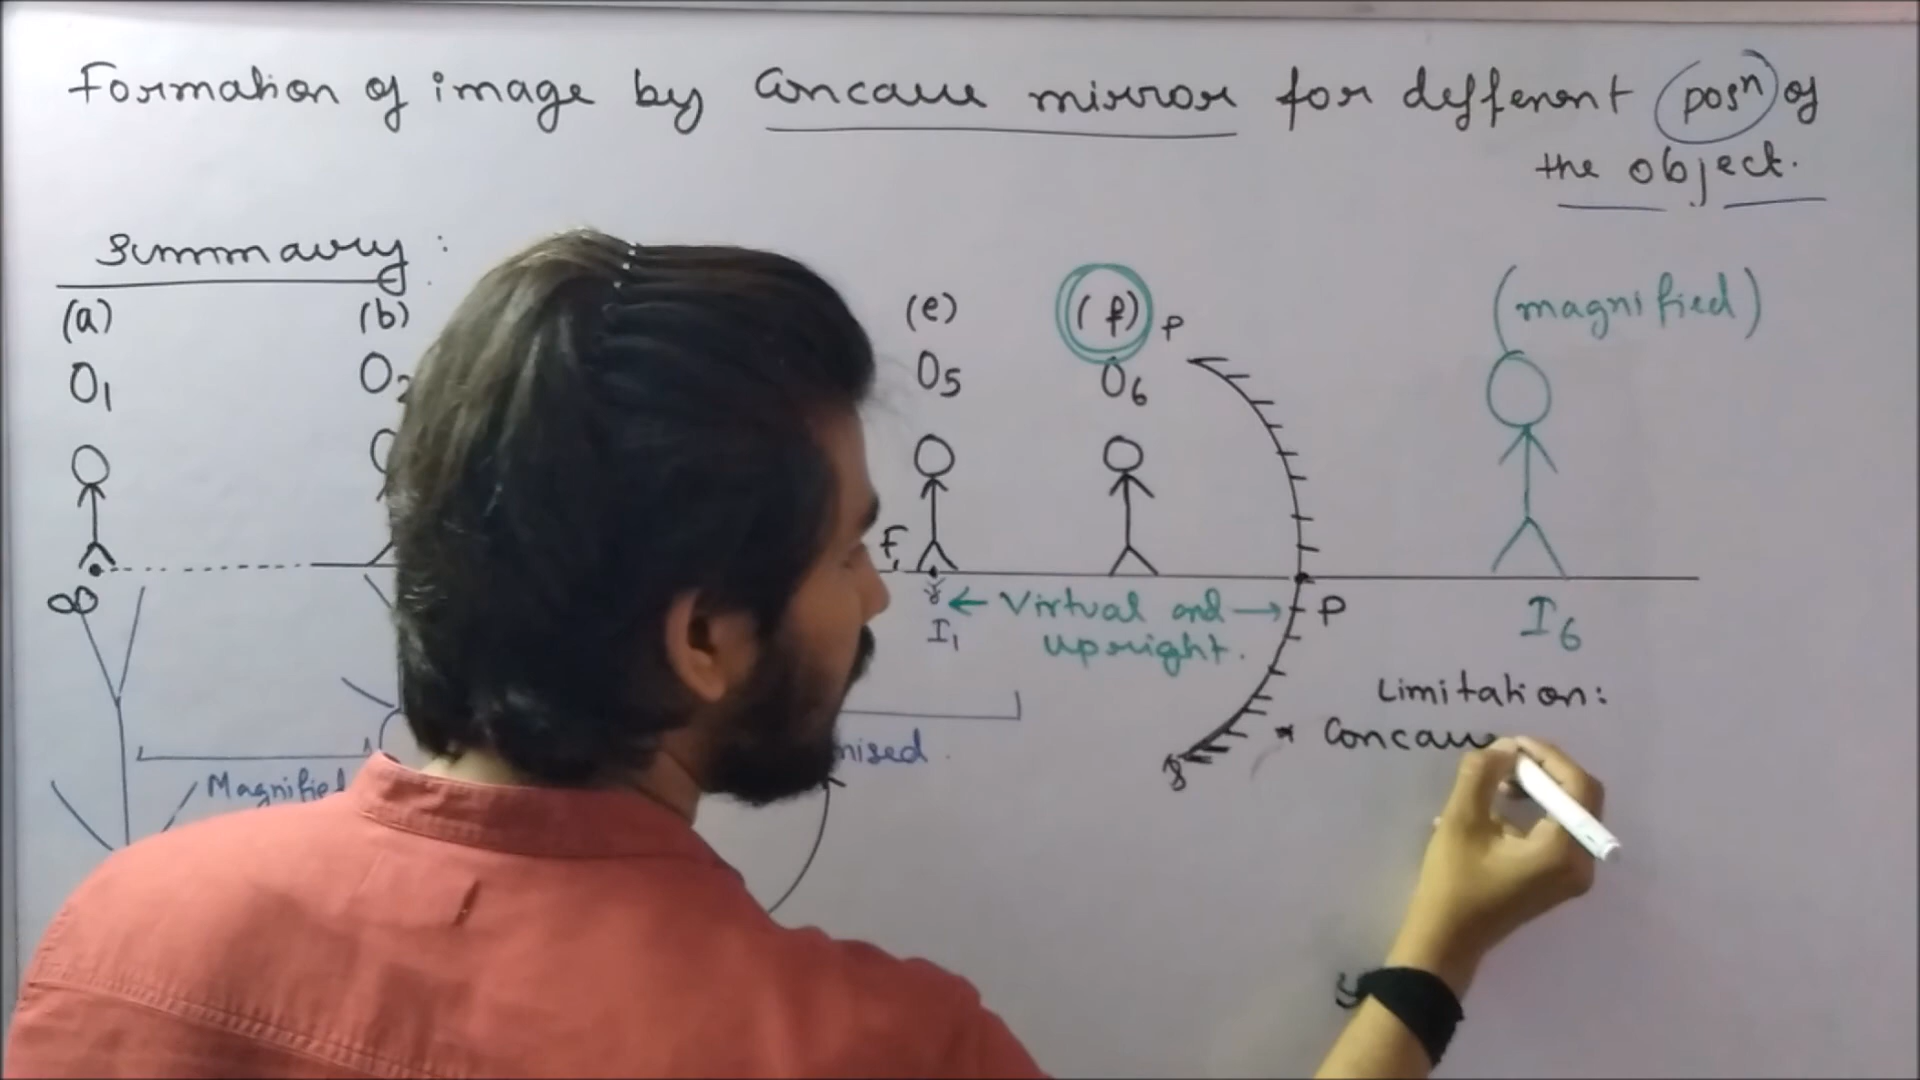 Formation of image by concave mirror for different posn of
the object.
Summary :
(a) (b) (e) (f) P (magnified)
O1 O2 O5 O6
F
∞ I1 ← Virtual and → P I6
upright.
Limitation:
* Concave
Magnified